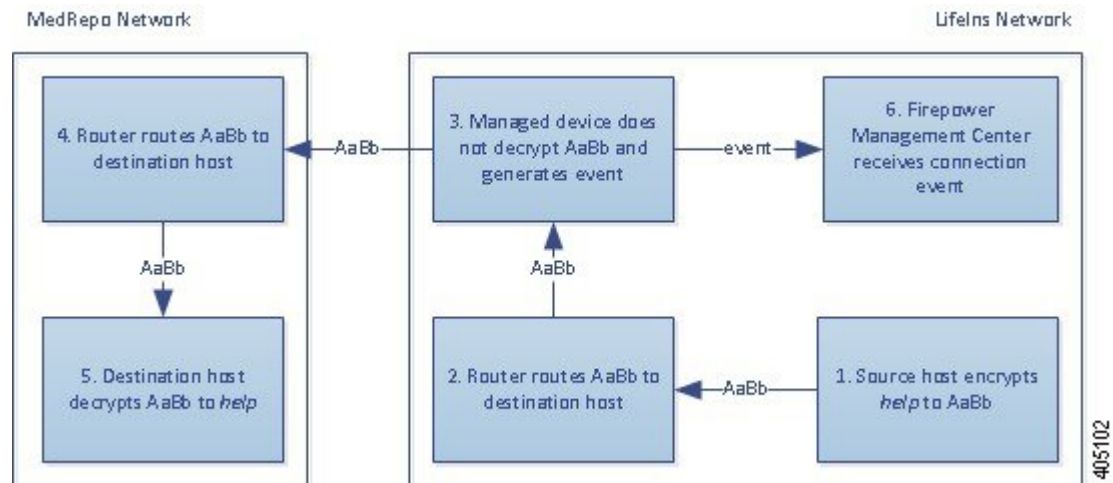 MedRepo Network
LifeIns Network
4. Router routes AaBb to
destination host
AaBb
3. Managed device does
not decrypt AaBb and
generates event
event
6. Firepower
Management Center
receives connection
event
AaBb
AaBb
5. Destination host
decrypts AaBb to help
2. Router routes AaBb to
destination host
AaBb
1. Source host encrypts
help to AaBb
405102